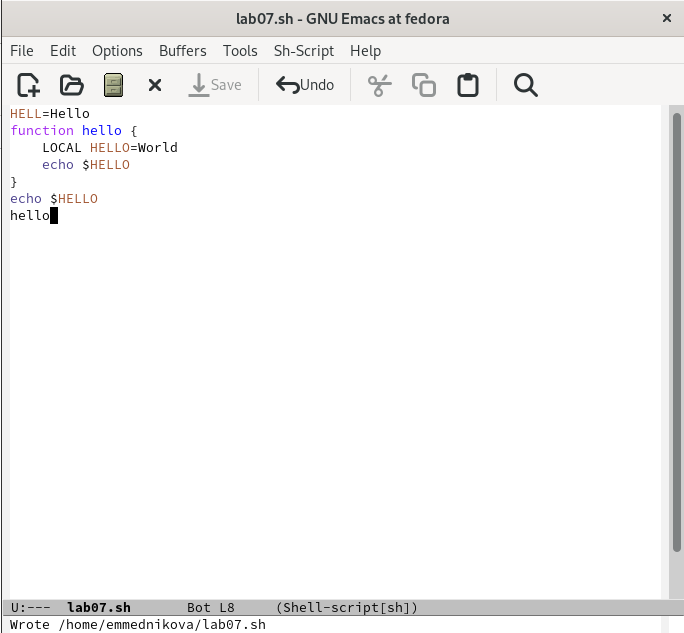 lab07.sh - GNU Emacs at fedora
File Edit Options Buffers Tools Sh-Script Help
Save Undo
HELL=Hello
function hello {
    LOCAL HELLO=World
    echo $HELLO
}
echo $HELLO
hello
U:--- lab07.sh Bot L8 (Shell-script[sh])
Wrote /home/emmednikova/lab07.sh